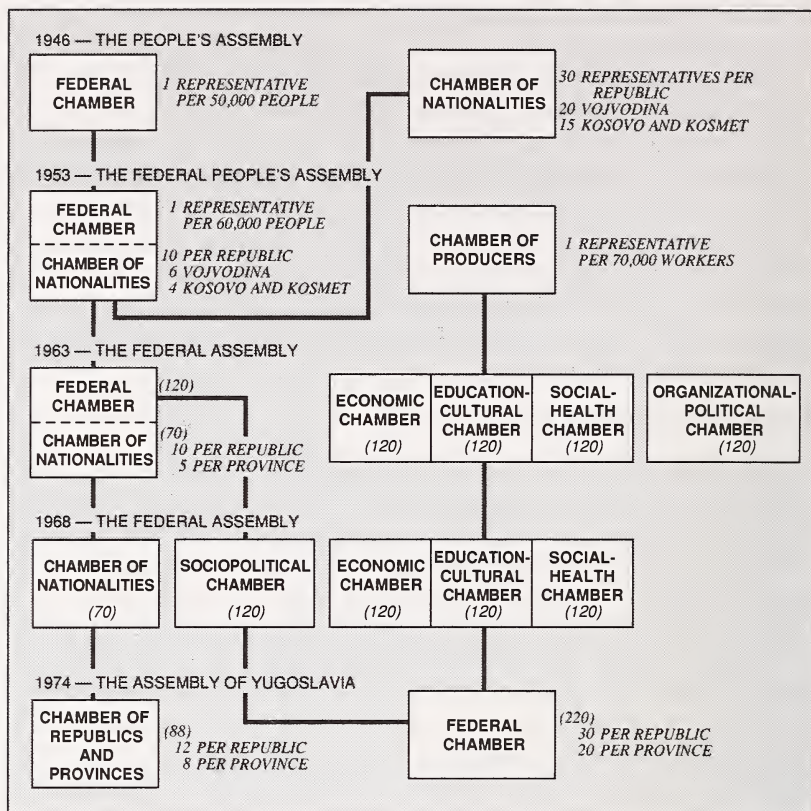 1946 — THE PEOPLE'S ASSEMBLY
FEDERAL
CHAMBER
1 REPRESENTATIVE
PER 50,000 PEOPLE
CHAMBER OF
NATIONALITIES
30 REPRESENTATIVES PER
REPUBLIC
20 VOJVODINA
15 KOSOVO AND KOSMET
1953 — THE FEDERAL PEOPLE'S ASSEMBLY
FEDERAL
CHAMBER
1 REPRESENTATIVE
PER 60,000 PEOPLE
CHAMBER OF
NATIONALITIES
10 PER REPUBLIC
6 VOJVODINA
4 KOSOVO AND KOSMET
CHAMBER OF
PRODUCERS
1 REPRESENTATIVE
PER 70,000 WORKERS
1963 — THE FEDERAL ASSEMBLY
FEDERAL
CHAMBER
(120)
CHAMBER OF
NATIONALITIES
(70)
10 PER REPUBLIC
5 PER PROVINCE
ECONOMIC
CHAMBER
(120)
EDUCATION-
CULTURAL
CHAMBER
(120)
SOCIAL-
HEALTH
CHAMBER
(120)
ORGANIZATIONAL-
POLITICAL
CHAMBER
(120)
1968 — THE FEDERAL ASSEMBLY
CHAMBER OF
NATIONALITIES
(70)
SOCIOPOLITICAL
CHAMBER
(120)
ECONOMIC
CHAMBER
(120)
EDUCATION-
CULTURAL
CHAMBER
(120)
SOCIAL-
HEALTH
CHAMBER
(120)
1974 — THE ASSEMBLY OF YUGOSLAVIA
CHAMBER OF
REPUBLICS
AND
PROVINCES
(88)
12 PER REPUBLIC
8 PER PROVINCE
FEDERAL
CHAMBER
(220)
30 PER REPUBLIC
20 PER PROVINCE